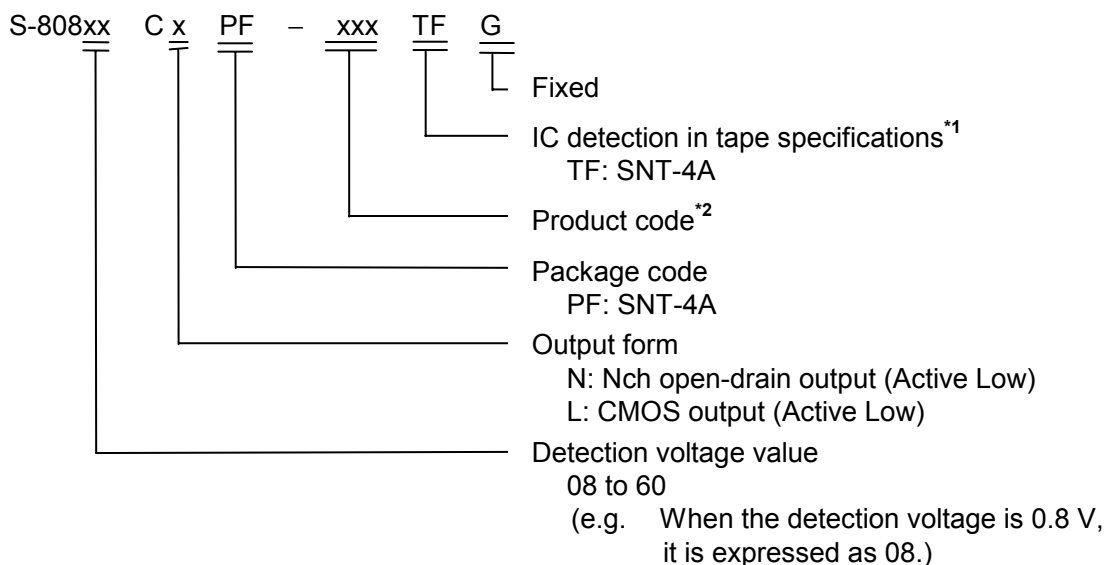 S-808xx C x PF – xxx TF G
Fixed
IC detection in tape specifications*1
TF: SNT-4A
Product code*2
Package code
PF: SNT-4A
Output form
N: Nch open-drain output (Active Low)
L: CMOS output (Active Low)
Detection voltage value
08 to 60
(e.g. When the detection voltage is 0.8 V,
it is expressed as 08.)